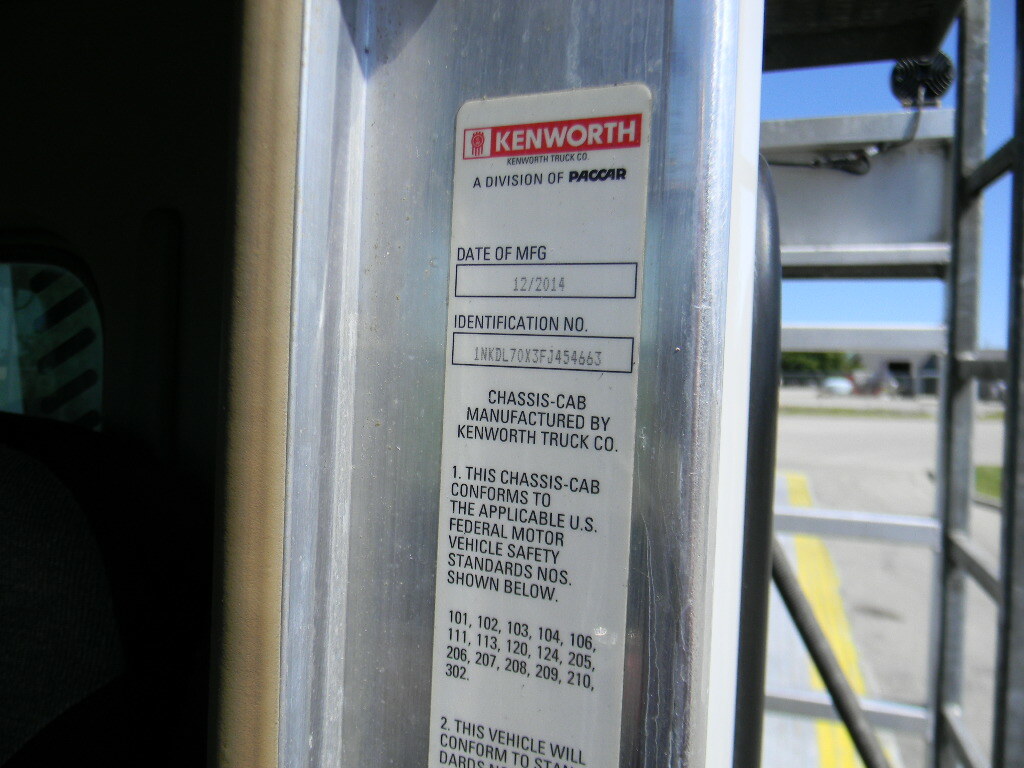 KENWORTH
KENWORTH TRUCK CO.
A DIVISION OF PACCAR
DATE OF MFG
12/2014
IDENTIFICATION NO.
1NKDL70X3FJ454663
CHASSIS-CAB
MANUFACTURED BY
KENWORTH TRUCK CO.
1. THIS CHASSIS-CAB
CONFORMS TO
THE APPLICABLE U.S.
FEDERAL MOTOR
VEHICLE SAFETY
STANDARDS NOS.
SHOWN BELOW.
101, 102, 103, 104, 106,
111, 113, 120, 124, 205,
206, 207, 208, 209, 210,
302.
2. THIS VEHICLE WILL
CONFORM TO STAN-
DARDS NO